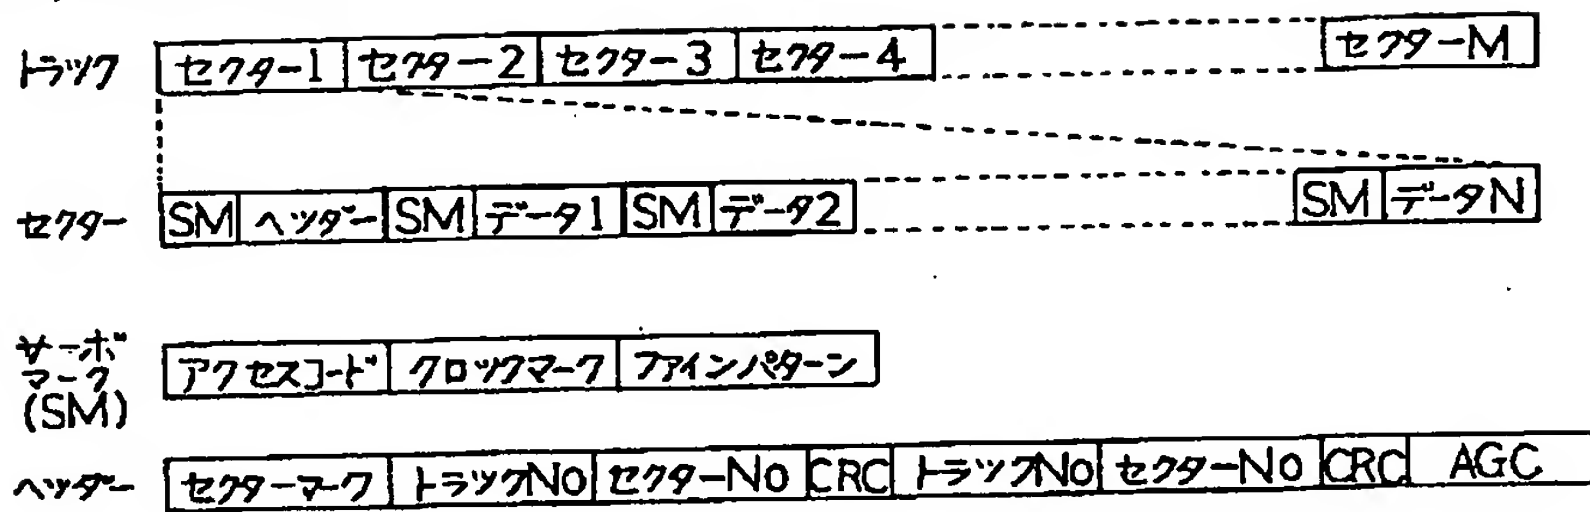 トラック セクター1 セクター2 セクター3 セクター4 セクターM
セクター SM ヘッダー SM データ1 SM データ2 SM データN
サーボ
マーク
(SM)
アクセスコード クロックマーク ファインパターン
ヘッダー セクターマーク トラックNO セクターNO CRC トラックNO セクターNO CRC AGC